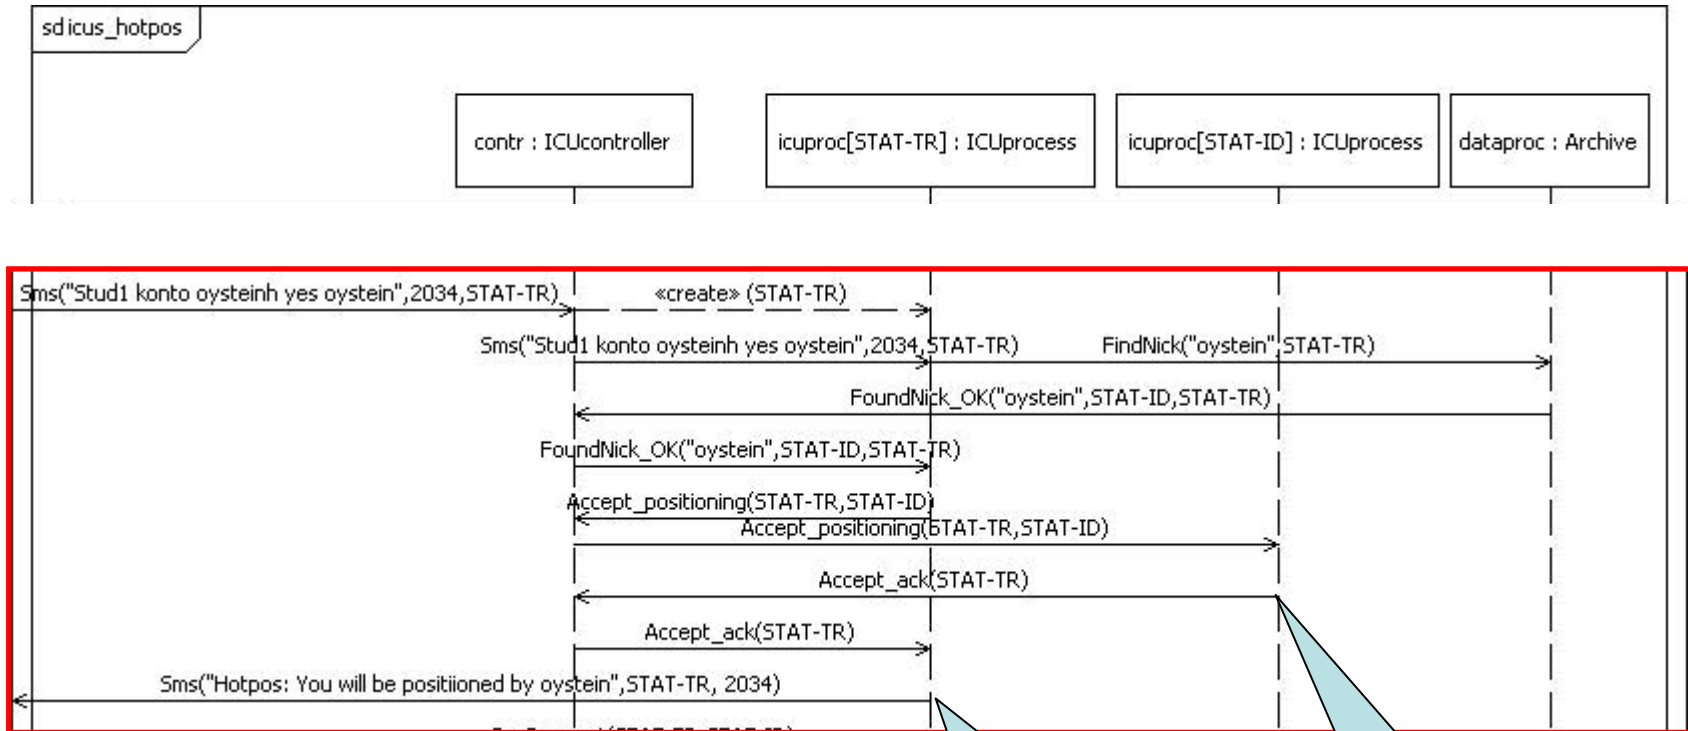 sd icus_hotpos
contr : ICUcontroller
icuproc[STAT-TR] : ICUprocess
icuproc[STAT-ID] : ICUprocess
dataproc : Archive
Sms("Stud1 konto oysteinh yes oystein",2034,STAT-TR)
«create» (STAT-TR)
Sms("Stud1 konto oysteinh yes oystein",2034,STAT-TR)
FindNick("oystein",STAT-TR)
FoundNick_OK("oystein",STAT-ID,STAT-TR)
FoundNick_OK("oystein",STAT-ID,STAT-TR)
Accept_positioning(STAT-TR,STAT-ID)
Accept_positioning(STAT-TR,STAT-ID)
Accept_ack(STAT-TR)
Accept_ack(STAT-TR)
Sms("Hotpos: You will be positiioned by oystein",STAT-TR, 2034)